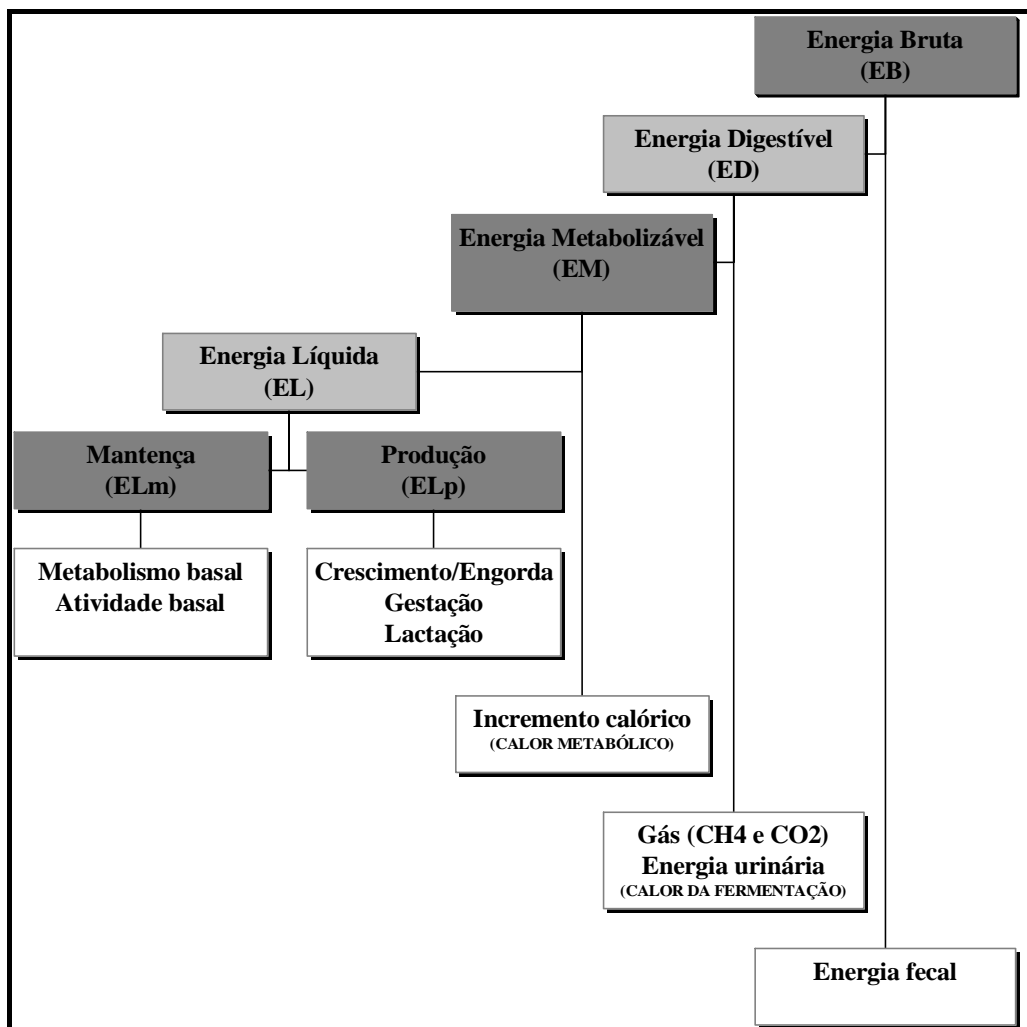 Energia Bruta
(EB)
Energia Digestível
(ED)
Energia Metabolizável
(EM)
Energia Líquida
(EL)
Mantença
(ELm)
Produção
(ELp)
Metabolismo basal
Atividade basal
Crescimento/Engorda
Gestação
Lactação
Incremento calórico
(CALOR METABÓLICO)
Gás (CH4 e CO2)
Energia urinária
(CALOR DA FERMENTAÇÃO)
Energia fecal